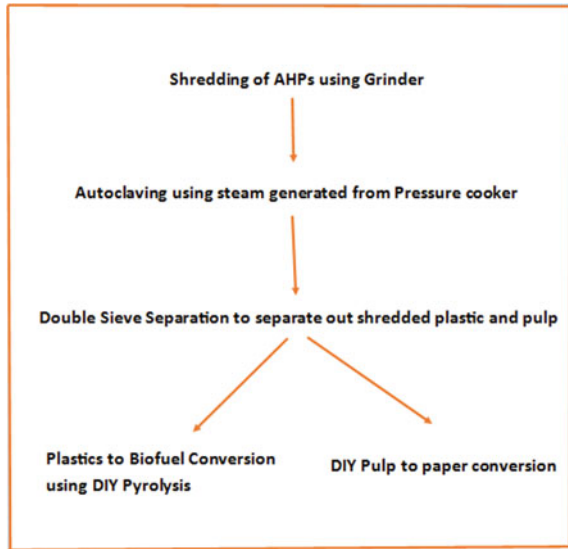 Shredding of AHPs using Grinder
Autoclaving using steam generated from Pressure cooker
Double Sieve Separation to separate out shredded plastic and pulp
Plastics to Biofuel Conversion
using DIY Pyrolysis
DIY Pulp to paper conversion